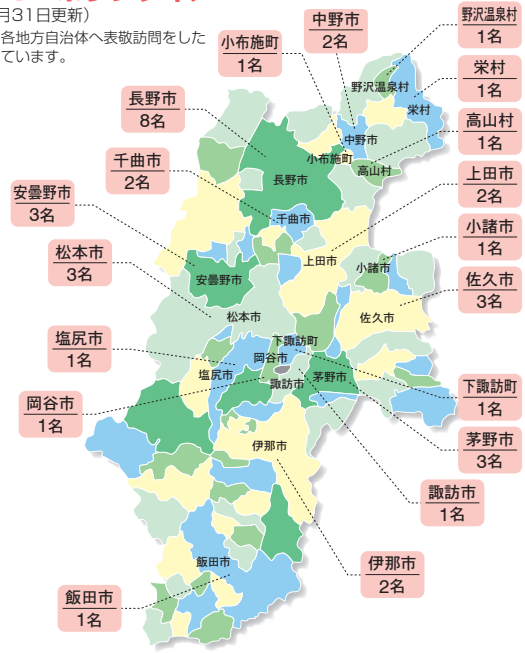 月31日更新）
各地方自治体へ表敬訪問をした
ています。
中野市
2名
野沢温泉村
1名
小布施町
1名
栄村
1名
長野市
8名
高山村
1名
千曲市
2名
上田市
2名
安曇野市
3名
小諸市
1名
松本市
3名
佐久市
3名
塩尻市
1名
下諏訪町
1名
岡谷市
1名
茅野市
3名
諏訪市
1名
伊那市
2名
飯田市
1名
野沢温泉村
栄村
中野市
小布施町
高山村
長野市
千曲市
上田市
小諸市
安曇野市
松本市
佐久市
下諏訪町
岡谷市
塩尻市
諏訪市
茅野市
伊那市
飯田市